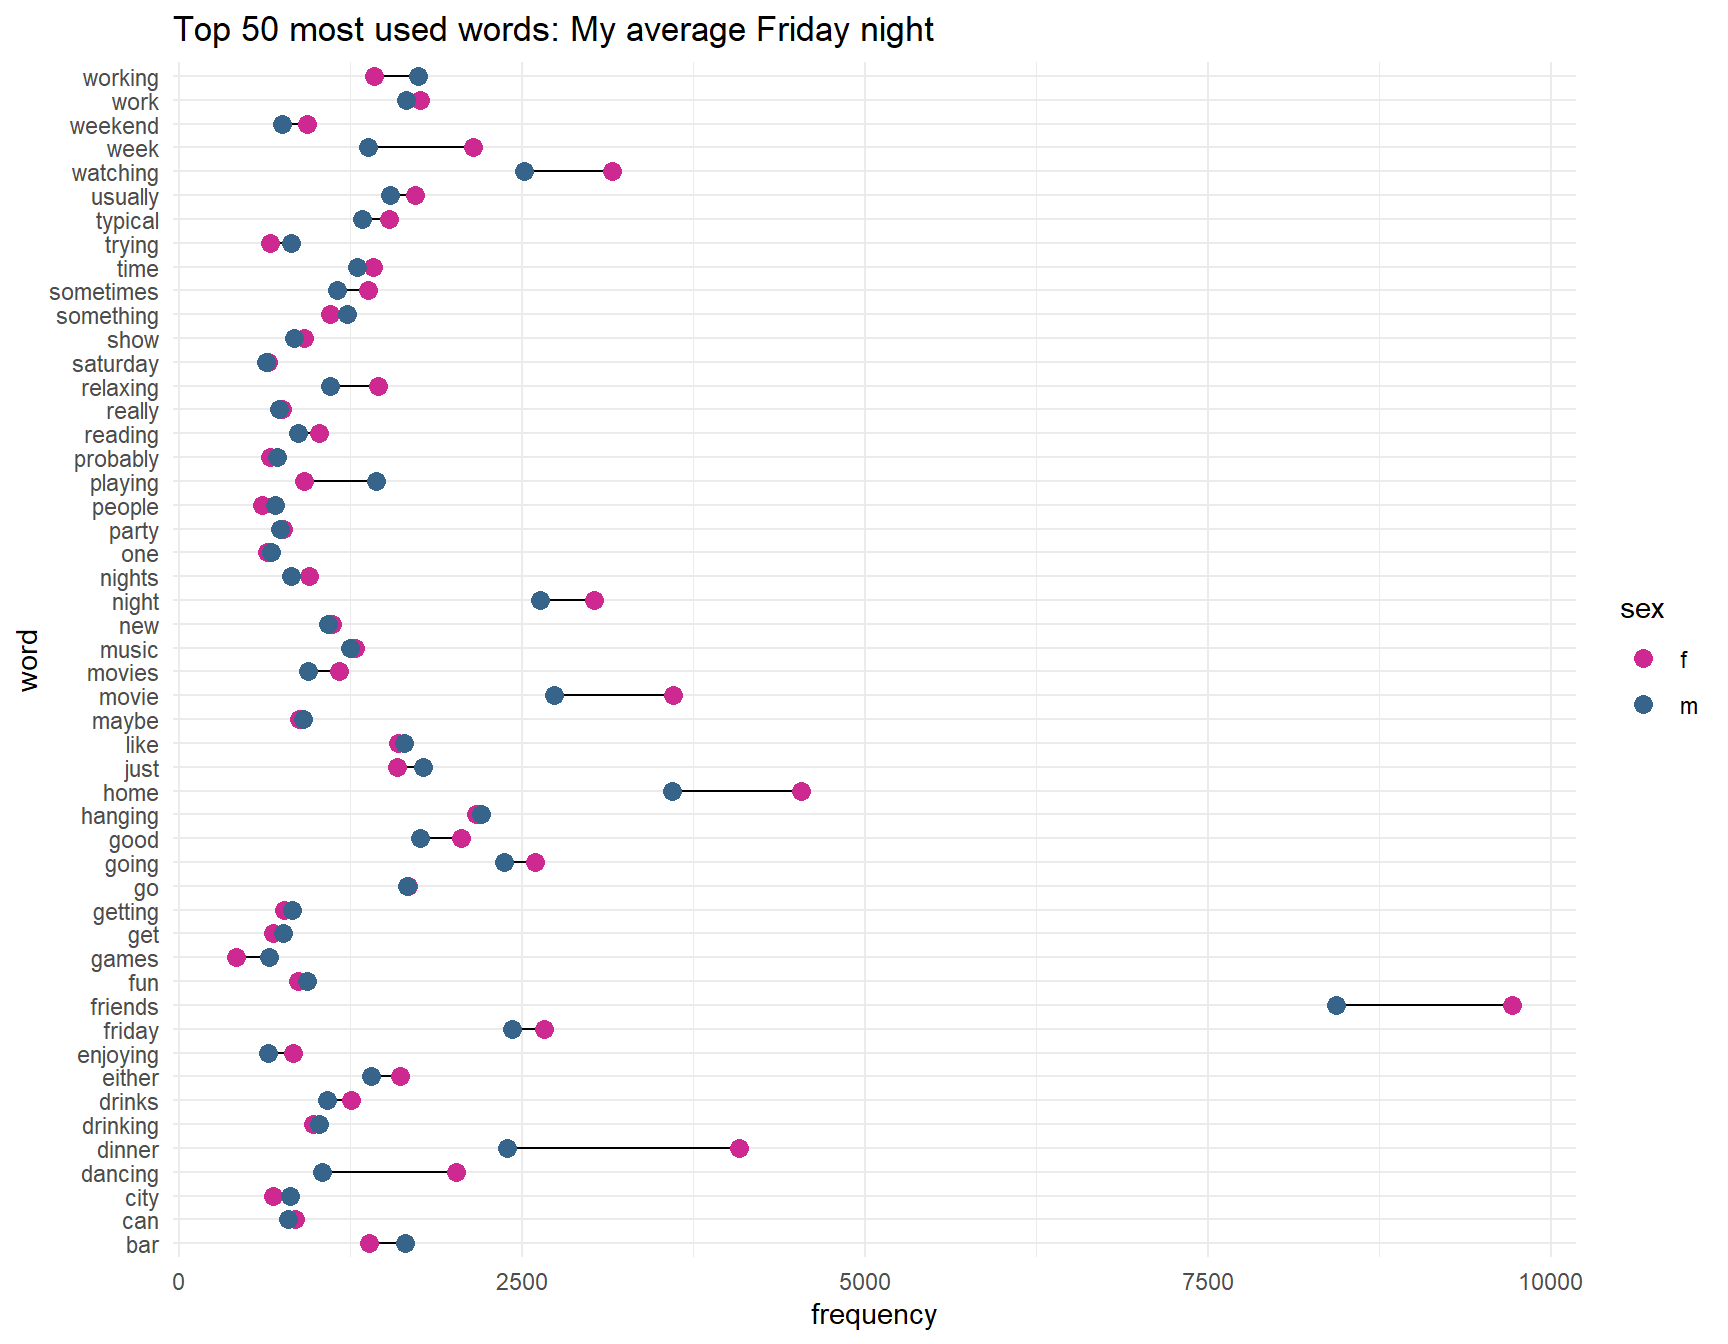 Top 50 most used words: My average Friday night
working
work
weekend
week
watching
usually
typical
trying
time
sometimes
something
show
saturday
relaxing
really
reading
probably
playing
people
party
one
nights
night
new
music
movies
movie
maybe
like
just
home
hanging
good
going
go
getting
get
games
fun
friends
friday
enjoying
either
drinks
drinking
dinner
dancing
city
can
bar
word
0 2500 5000 7500 10000
frequency
sex
f
m